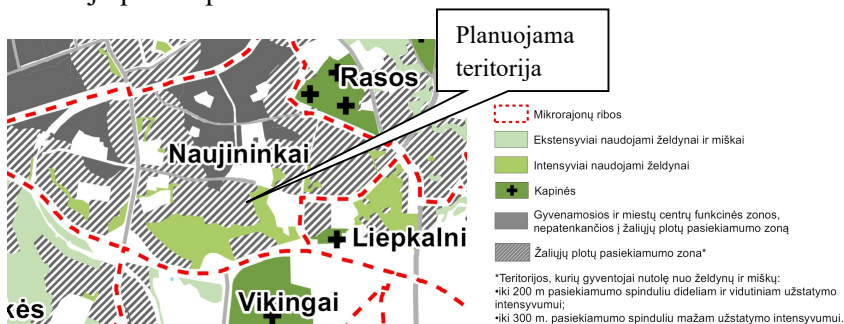 Planuojama
teritorija
Rasos
Naujininkai
Liepkalni
Vikingai
kės
Mikrorajonų ribos
Ekstensyviai naudojami želdynai ir miškai
Intensyviai naudojami želdynai
Kapinės
Gyvenamosios ir miestų centrų funkcinės zonos,
nepatenkančios į žaliųjų plotų pasiekiamumo zoną
Žaliųjų plotų pasiekiamumo zona*
*Teritorijos, kurių gyventojai nutolę nuo želdynų ir miškų:
•iki 200 m pasiekiamumo spinduliu dideliam ir vidutiniam užstatymo
intensyvumui;
•iki 300 m. pasiekiamumo spinduliu mažam užstatymo intensyvumui.